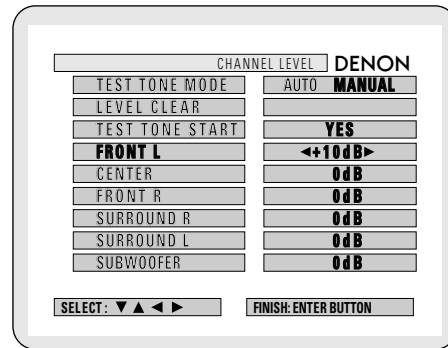 CHANNEL LEVEL DENON
TEST TONE MODE AUTO MANUAL
LEVEL CLEAR
TEST TONE START YES
FRONT L ◄+10dB►
CENTER 0dB
FRONT R 0dB
SURROUND R 0dB
SURROUND L 0dB
SUBWOOFER 0dB
SELECT: ▼ ▲ ◄ ► FINISH: ENTER BUTTON